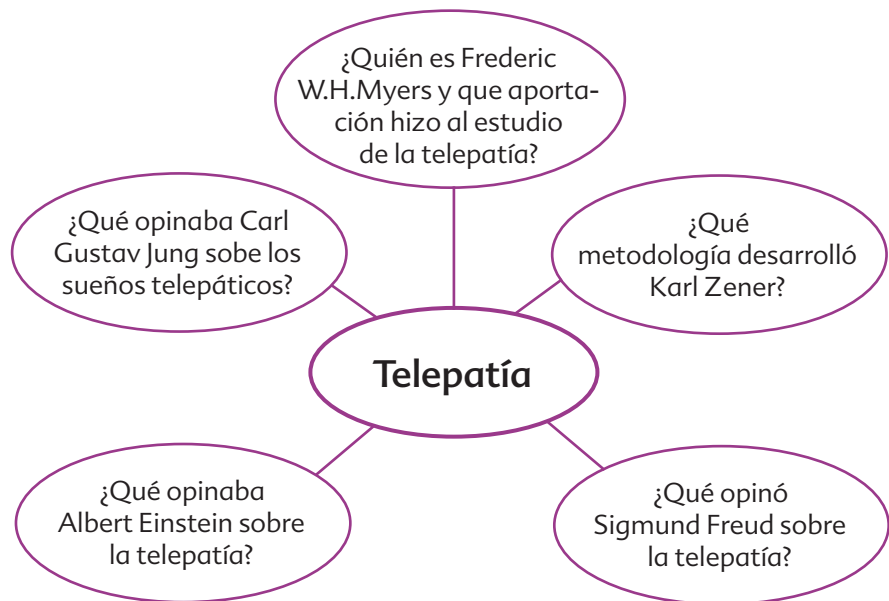 ¿Quién es Frederic
W.H.Myers y que aporta-
ción hizo al estudio
de la telepatía?
¿Qué opinaba Carl
Gustav Jung sobe los
sueños telepáticos?
¿Qué
metodología desarrolló
Karl Zener?
Telepatía
¿Qué opinaba
Albert Einstein sobre
la telepatía?
¿Qué opinó
Sigmund Freud sobre
la telepatía?